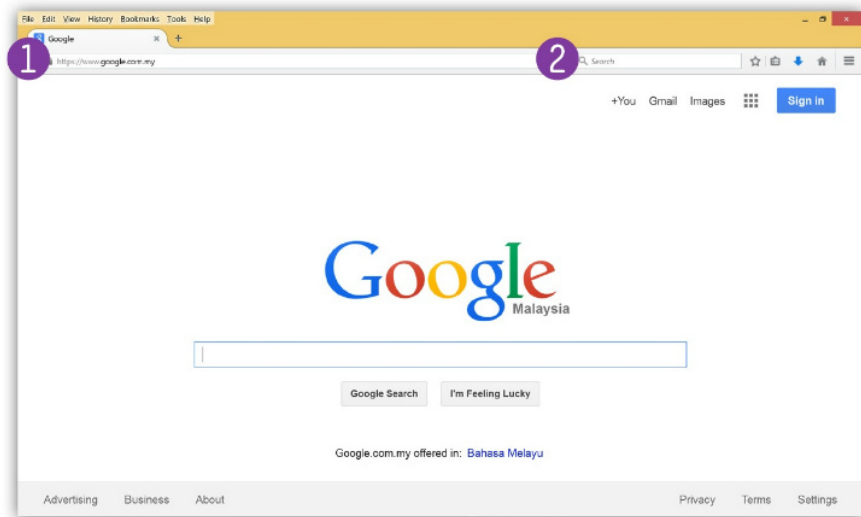 File Edit View History Bookmarks Tools Help
Google
1 https://www.google.com.my 2 Search
+You Gmail Images Sign in
Google
Malaysia
Google Search I'm Feeling Lucky
Google.com.my offered in: Bahasa Melayu
Advertising Business About Privacy Terms Settings